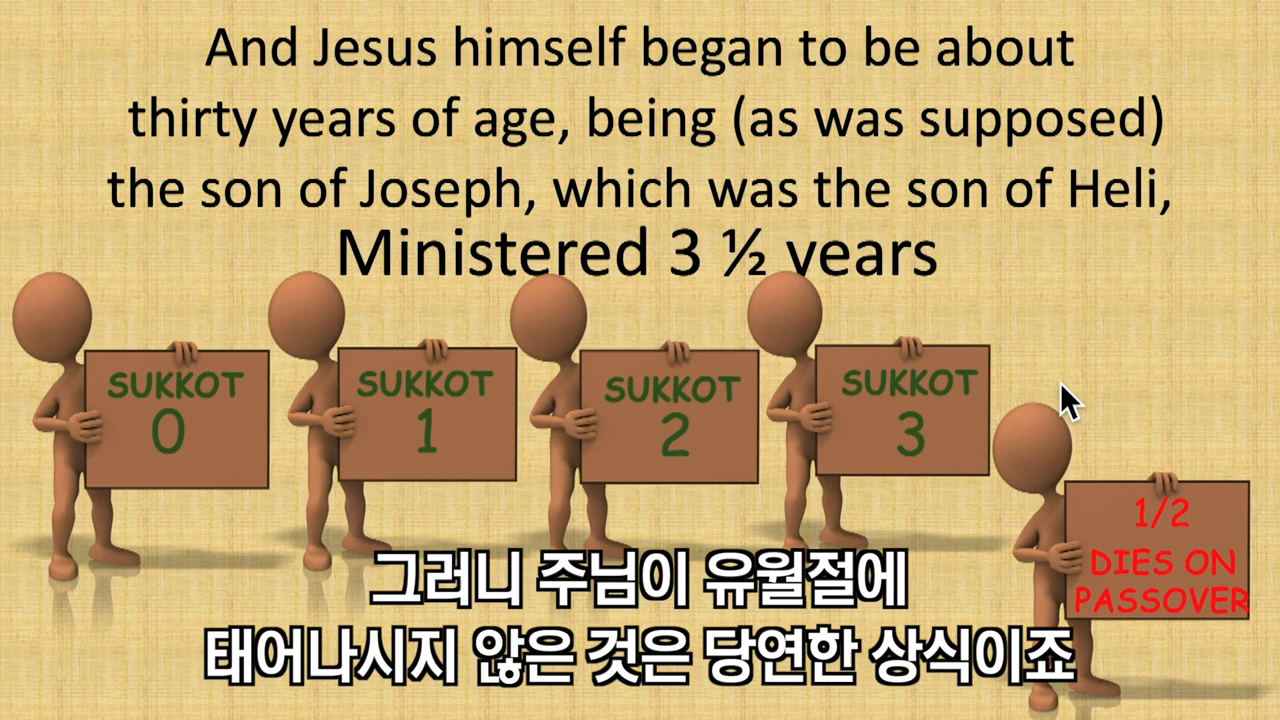 And Jesus himself began to be about
thirty years of age, being (as was supposed)
the son of Joseph, which was the son of Heli,
Ministered 3 ½ years
SUKKOT
0
SUKKOT
1
SUKKOT
2
SUKKOT
3
1/2
DIES ON
PASSOVER
그러니 주님이 유월절에
태어나시지 않은 것은 당연한 상식이죠